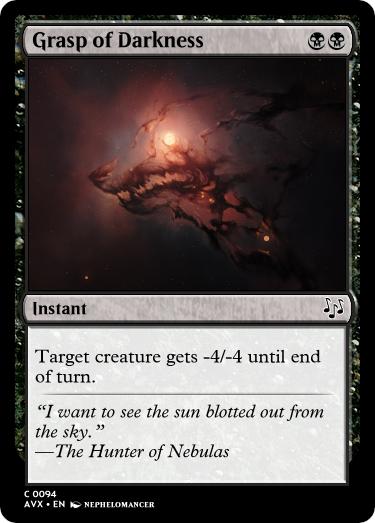 Grasp of Darkness
Instant
Target creature gets -4/-4 until end
of turn.
“I want to see the sun blotted out from
the sky.”
—The Hunter of Nebulas
C 0094
AVX • EN NEPHELOMANCER